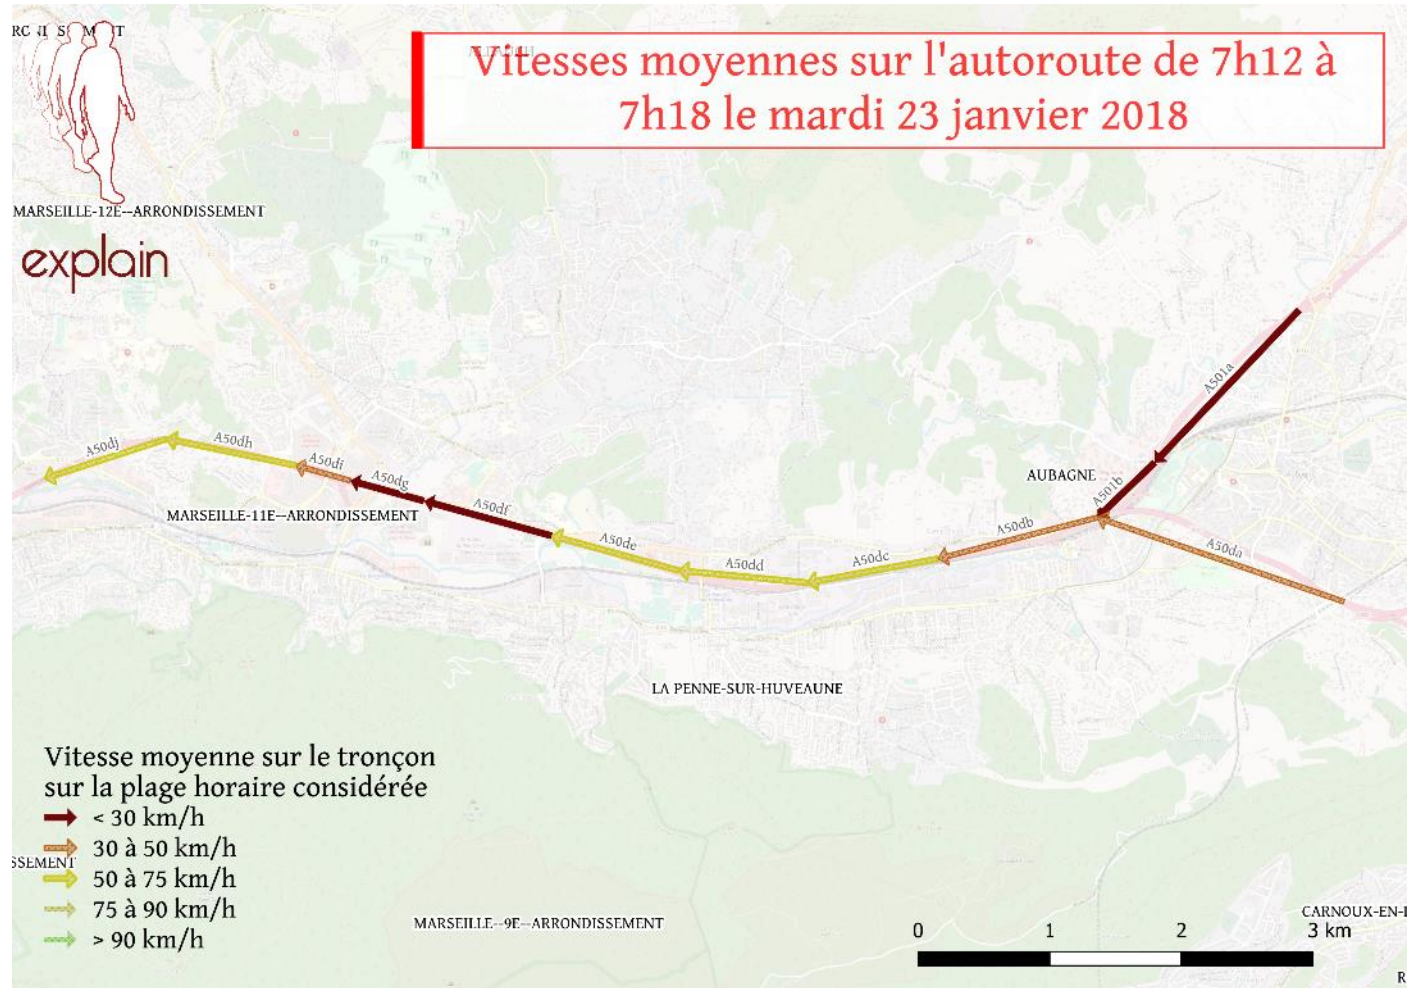 Vitesses moyennes sur l'autoroute de 7h12 à
7h18 le mardi 23 janvier 2018
MARSEILLE-12E--ARRONDISSEMENT
explain
A501a
A50dj
A50dh
A50di
A50dg
A50df
AUBAGNE
A501b
MARSEILLE-11E--ARRONDISSEMENT
A50de
A50dd
A50dc
A50db
A50da
LA PENNE-SUR-HUVEAUNE
Vitesse moyenne sur le tronçon
sur la plage horaire considérée
< 30 km/h
30 à 50 km/h
SSEMENT
50 à 75 km/h
75 à 90 km/h
> 90 km/h
MARSEILLE--9E--ARRONDISSEMENT
CARNOUX-EN-
0 1 2 3 km
R